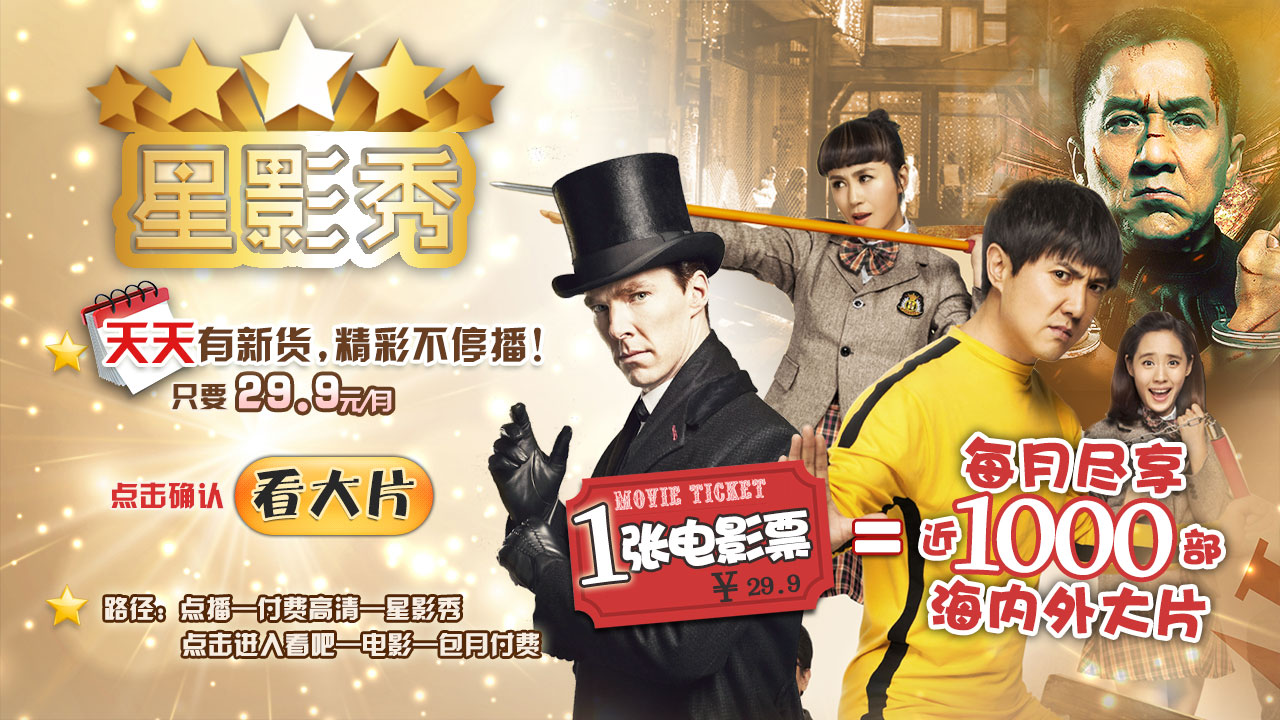 星影秀
天天有新货,精彩不停播!
只要 29.9元/月
点击确认 看大片
路径：点播—付费高清—星影秀
点击进入看吧—电影—包月付费
MOVIE TICKET
1张电影票
¥ 29.9
=
每月尽享
近1000部
海内外大片